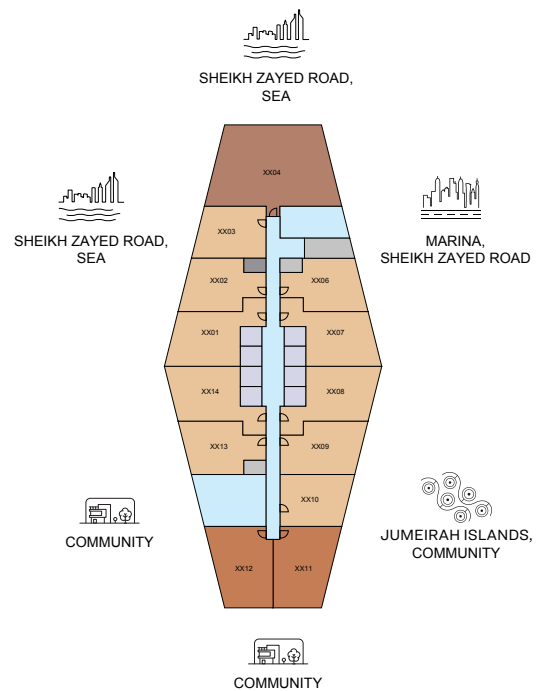 SHEIKH ZAYED ROAD,
SEA
SHEIKH ZAYED ROAD,
SEA
MARINA,
SHEIKH ZAYED ROAD
XX04
XX03
XX02
XX06
XX01
XX07
XX14
XX08
XX13
XX09
XX10
XX12
XX11
COMMUNITY
JUMEIRAH ISLANDS,
COMMUNITY
COMMUNITY